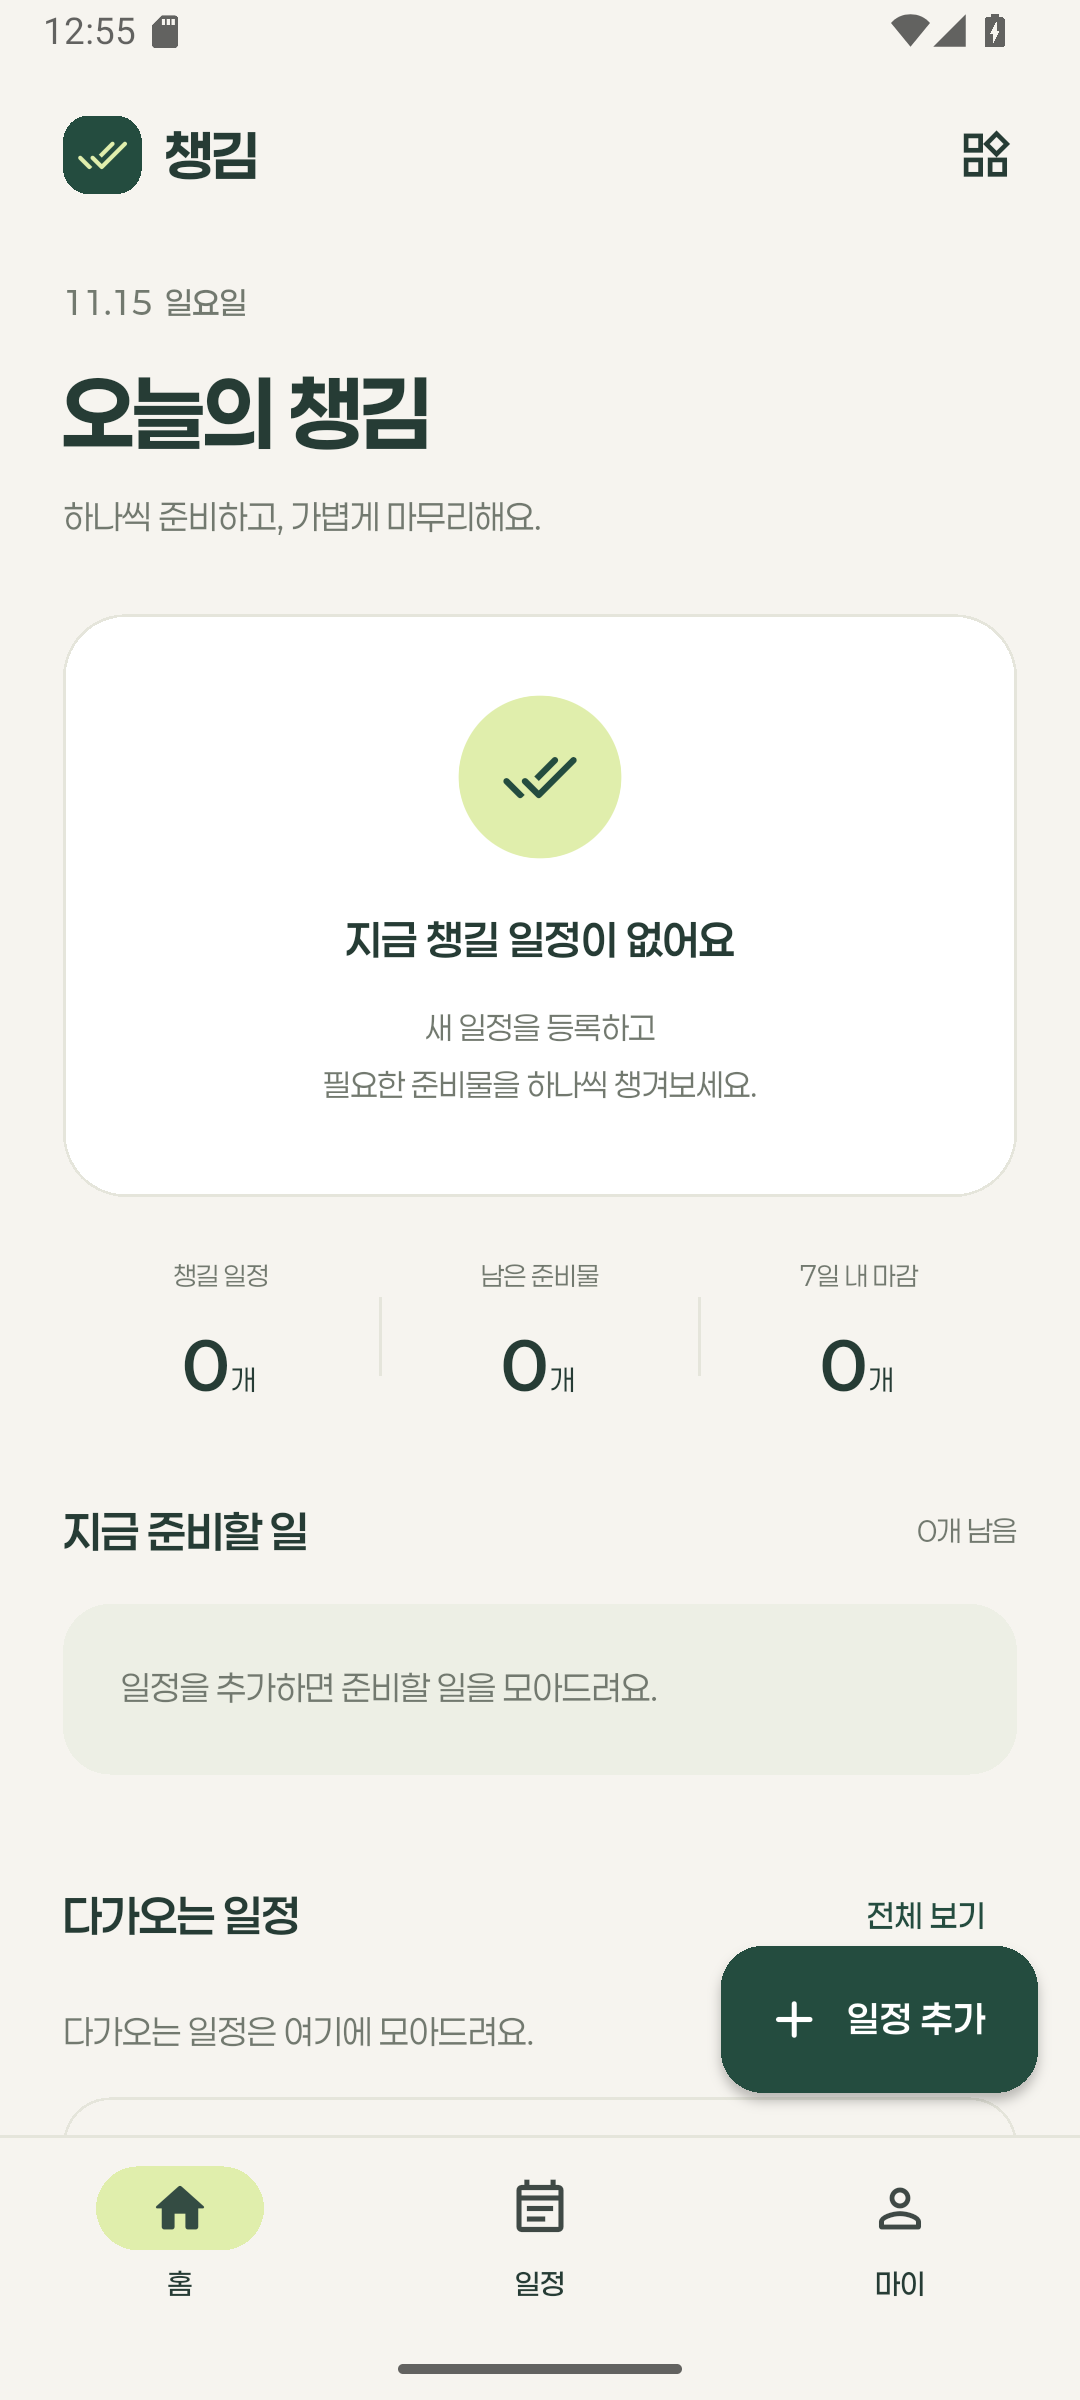 12:55
챙김
11.15 일요일
오늘의 챙김
하나씩 준비하고, 가볍게 마무리해요.
지금 챙길 일정이 없어요
새 일정을 등록하고
필요한 준비물을 하나씩 챙겨보세요.
챙길 일정
남은 준비물
7일 내 마감
0개
0개
0개
지금 준비할 일
0개 남음
일정을 추가하면 준비할 일을 모아드려요.
다가오는 일정
전체 보기
다가오는 일정은 여기에 모아드려요.
일정 추가
홈
일정
마이